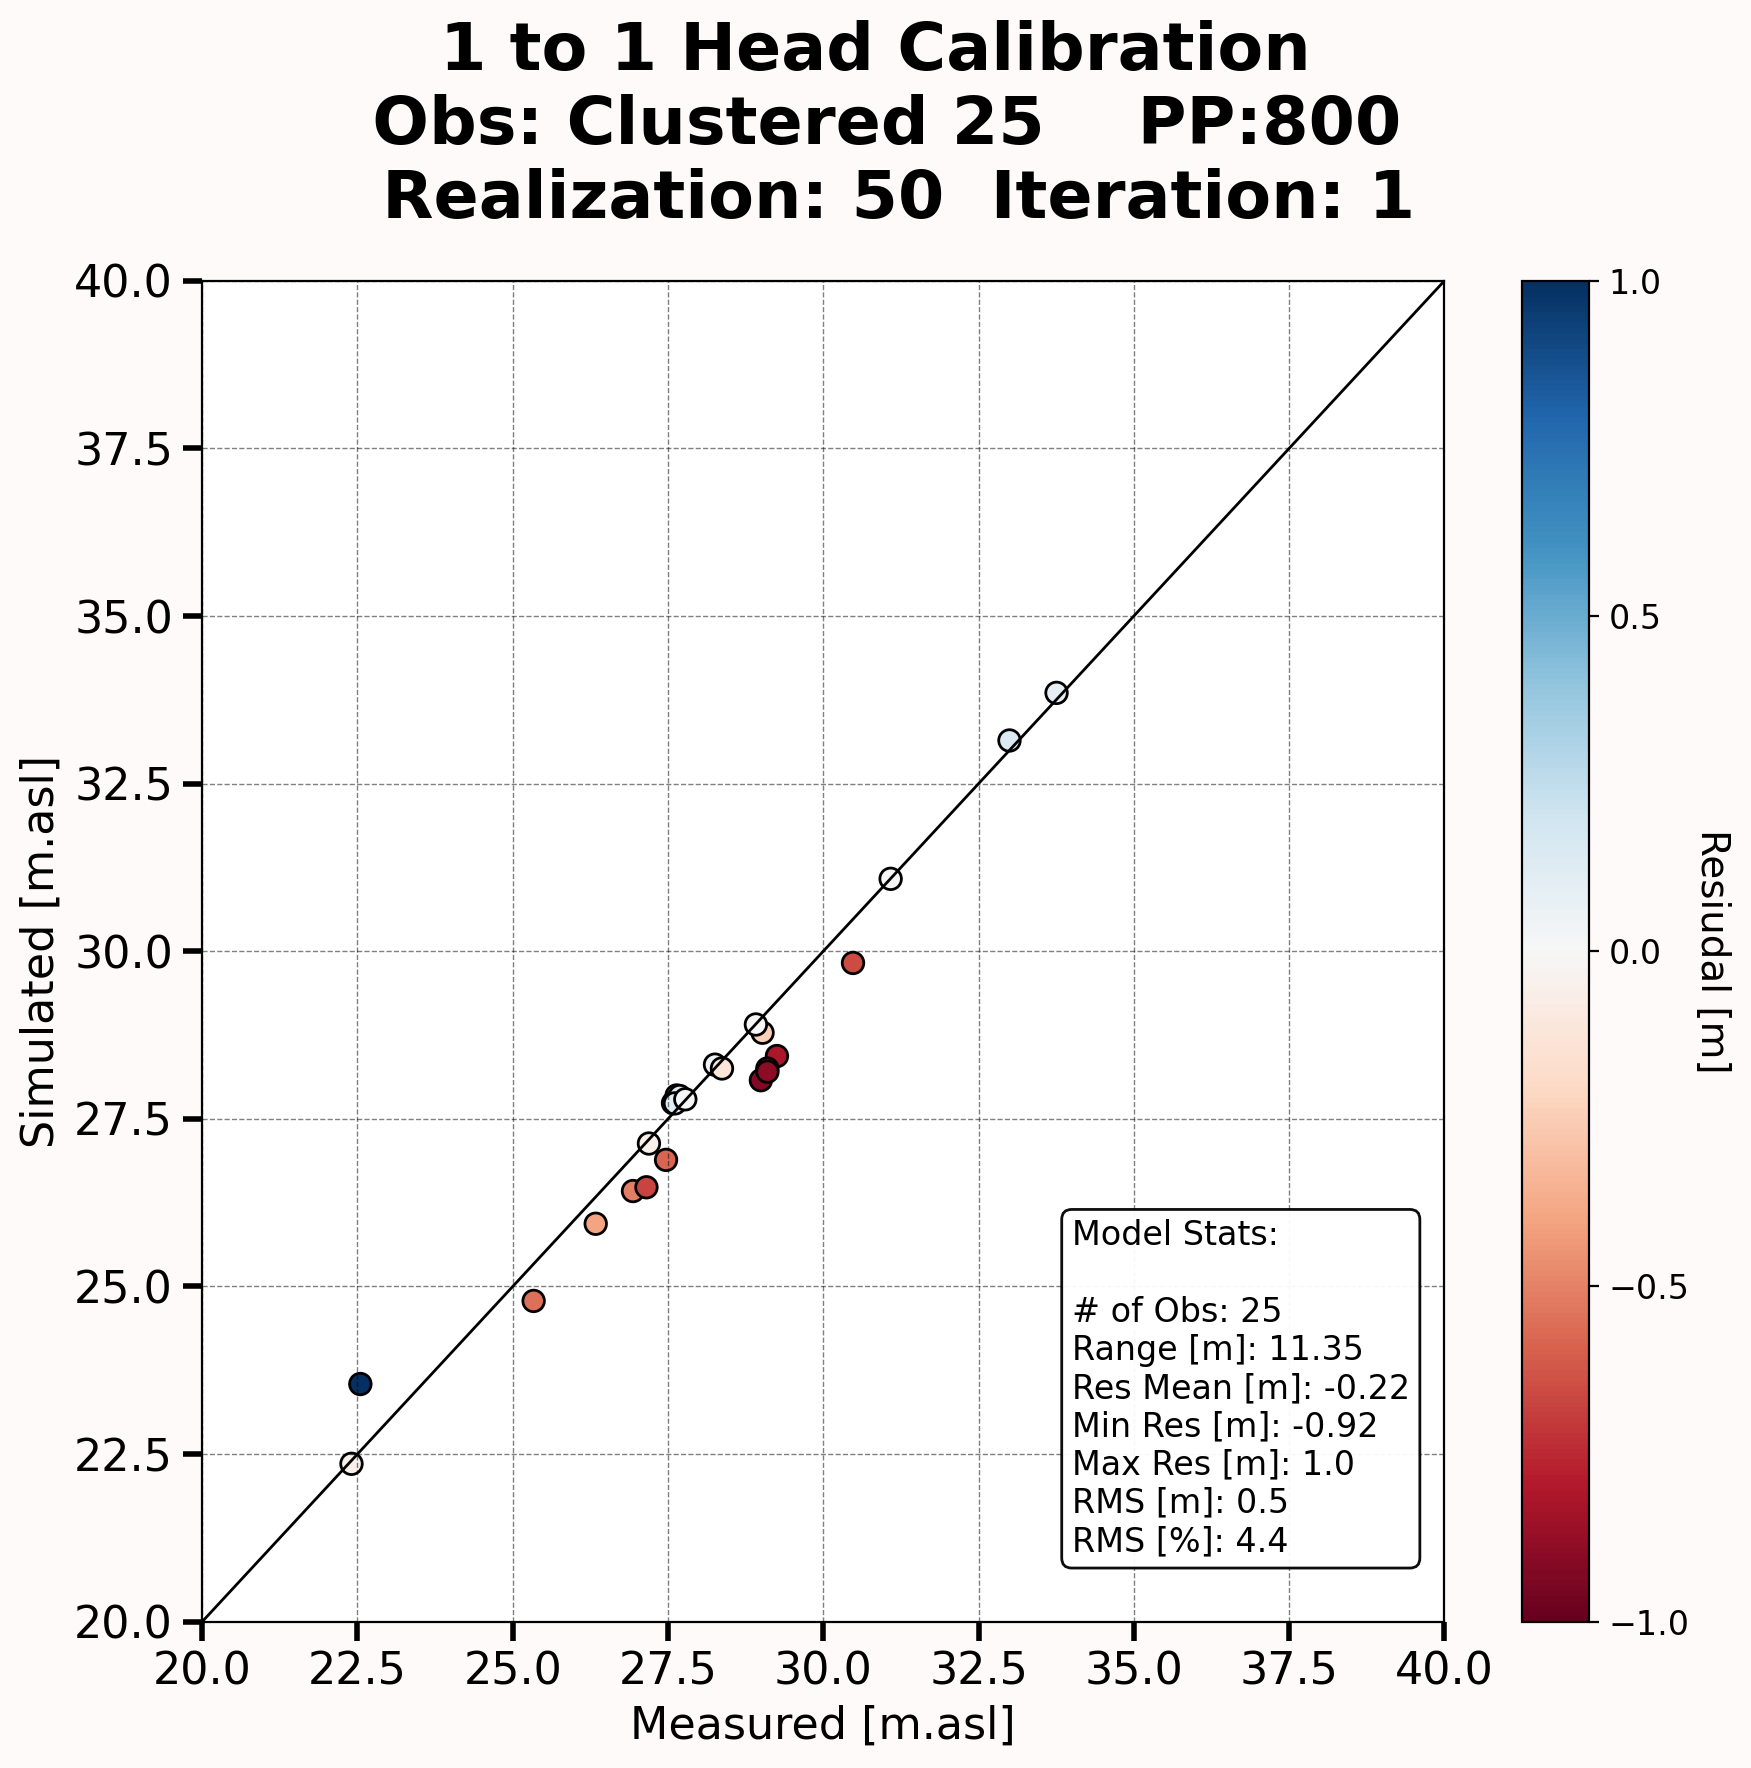 1 to 1 Head Calibration
Obs: Clustered 25 PP:800
Realization: 50 Iteration: 1
40.0
37.5
35.0
32.5
30.0
27.5
25.0
22.5
20.0
Simulated [m.asl]
20.0 22.5 25.0 27.5 30.0 32.5 35.0 37.5 40.0
Measured [m.asl]
Model Stats:
# of Obs: 25
Range [m]: 11.35
Res Mean [m]: -0.22
Min Res [m]: -0.92
Max Res [m]: 1.0
RMS [m]: 0.5
RMS [%]: 4.4
1.0
0.5
0.0
−0.5
−1.0
Resiudal [m]